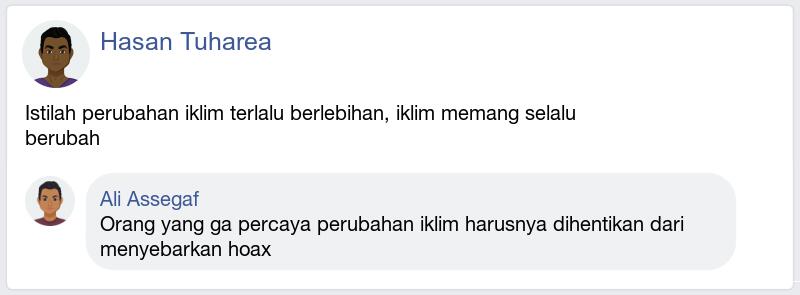 Hasan Tuharea
Istilah perubahan iklim terlalu berlebihan, iklim memang selalu
berubah
Ali Assegaf
Orang yang ga percaya perubahan iklim harusnya dihentikan dari
menyebarkan hoax